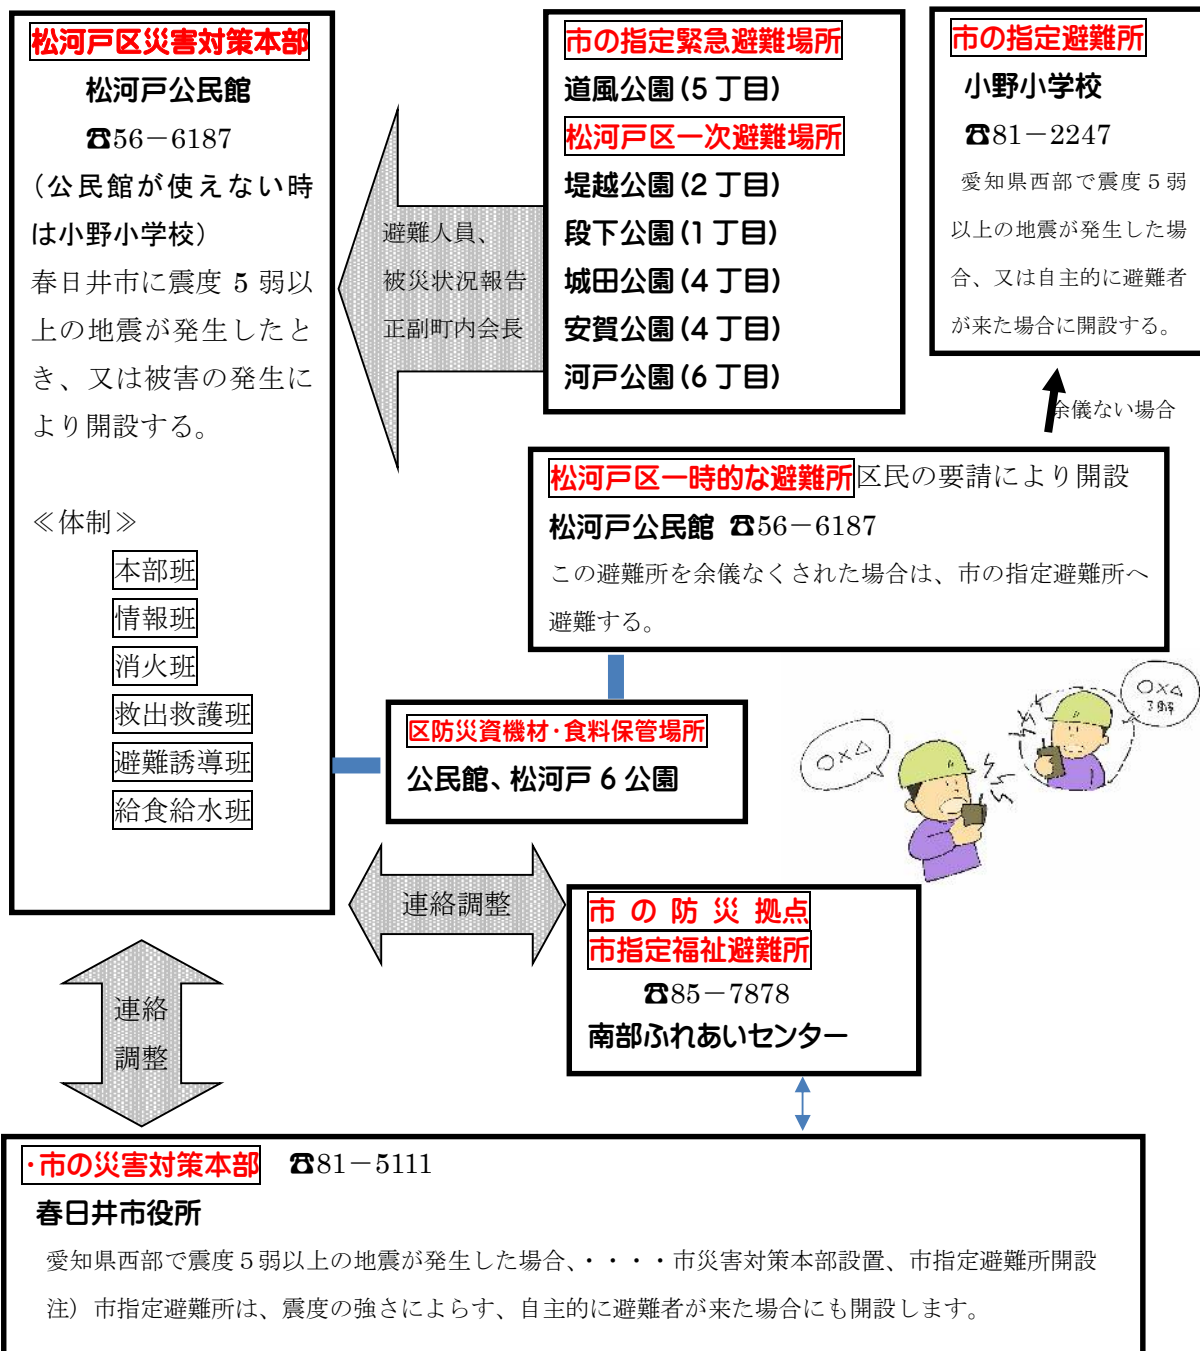 松河戸区災害対策本部
松河戸公民館
☎56－6187
（公民館が使えない時
は小野小学校）
春日井市に震度 5 弱以
上の地震が発生したと
き、又は被害の発生に
より開設する。
≪体制≫
本部班
情報班
消火班
救出救護班
避難誘導班
給食給水班
避難人員、
被災状況報告
正副町内会長
市の指定緊急避難場所
道風公園（5 丁目）
松河戸区一次避難場所
堤越公園（2 丁目）
段下公園（1 丁目）
城田公園（4 丁目）
安賀公園（4 丁目）
河戸公園（6 丁目）
市の指定避難所
小野小学校
☎81－2247
愛知県西部で震度５弱
以上の地震が発生した場
合、又は自主的に避難者
が来た場合に開設する。
余儀ない場合
松河戸区一時的な避難所 区民の要請により開設
松河戸公民館 ☎56－6187
この避難所を余儀なくされた場合は、市の指定避難所へ
避難する。
区防災資機材・食料保管場所
公民館、松河戸 6 公園
○×△
○×△
了解
連絡調整
市 の 防 災 拠点
市指定福祉避難所
☎85－7878
南部ふれあいセンター
連絡
調整
・市の災害対策本部 ☎81－5111
春日井市役所
愛知県西部で震度５弱以上の地震が発生した場合、・・・・市災害対策本部設置、市指定避難所開設
注）市指定避難所は、震度の強さによらす、自主的に避難者が来た場合にも開設します。